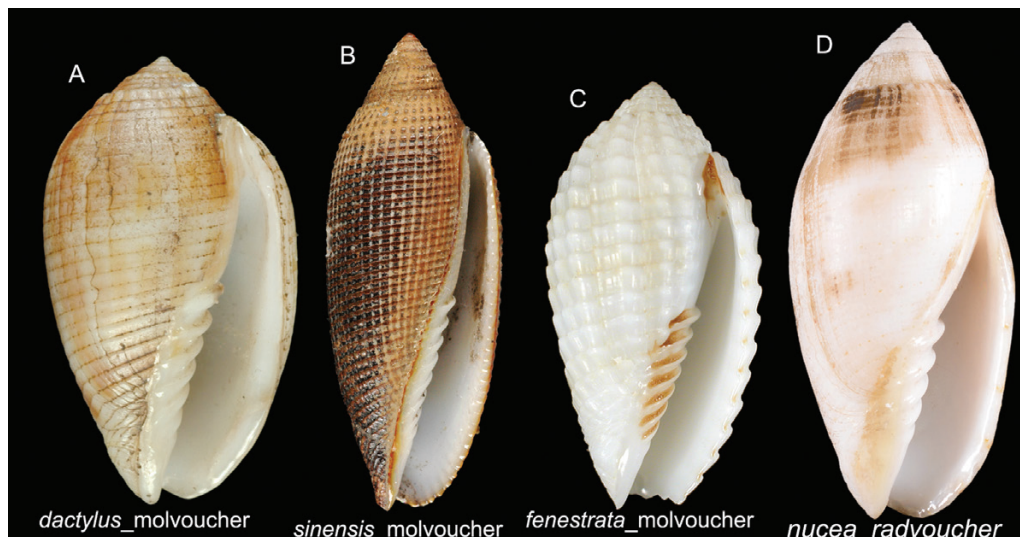 A
B
C
D
dactylus_molvoucher
sinensis_molvoucher
fenestrata_molvoucher
nucea_radvoucher